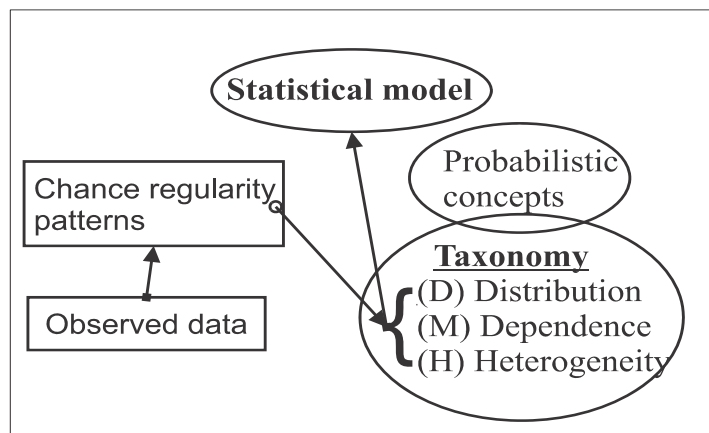 Statistical model
Probabilistic
concepts
Chance regularity
patterns
Observed data
Taxonomy
(D) Distribution
(M) Dependence
(H) Heterogeneity